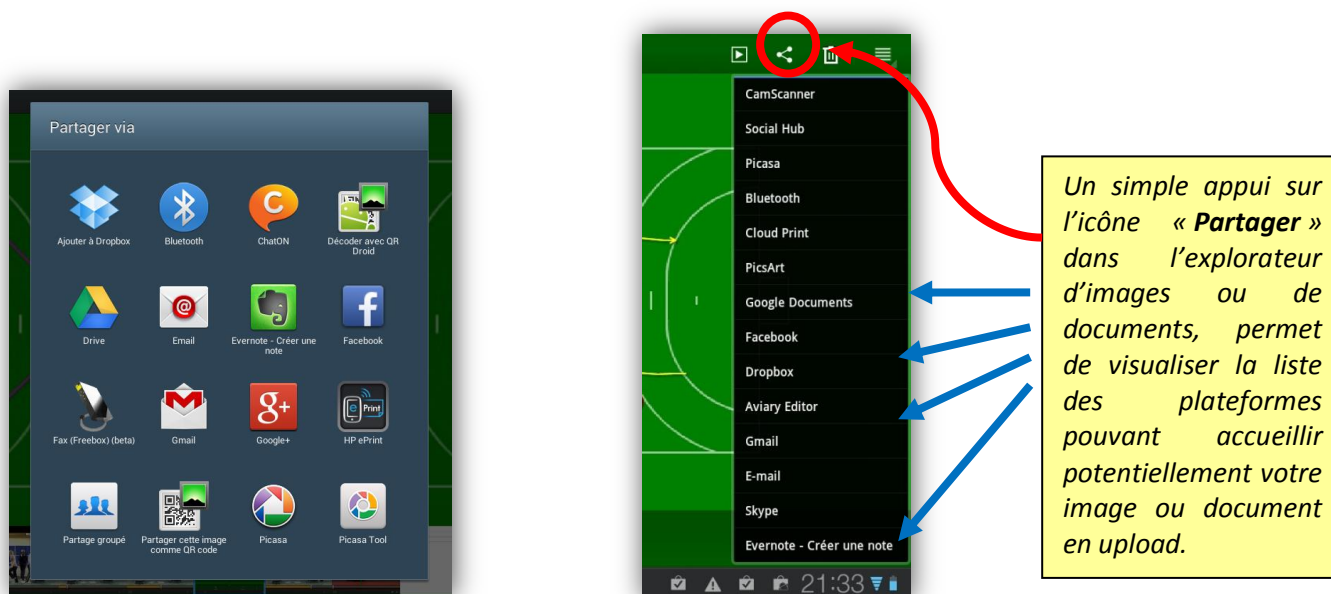 Partager via
Ajouter à Dropbox
Bluetooth
ChatON
Décoder avec QR
Droid
Drive
Email
Evernote - Créer une
note
Facebook
Fax (Freebox) (beta)
Gmail
Google+
HP ePrint
Partage groupé
Partager cette image
comme QR code
Picasa
Picasa Tool
CamScanner
Social Hub
Picasa
Bluetooth
Cloud Print
PicsArt
Google Documents
Facebook
Dropbox
Aviary Editor
Gmail
E-mail
Skype
Evernote - Créer une note
21:33
Un simple appui sur
l'icône « Partager »
dans l'explorateur
d'images ou de
documents, permet
de visualiser la liste
des plateformes
pouvant accueillir
potentiellement votre
image ou document
en upload.